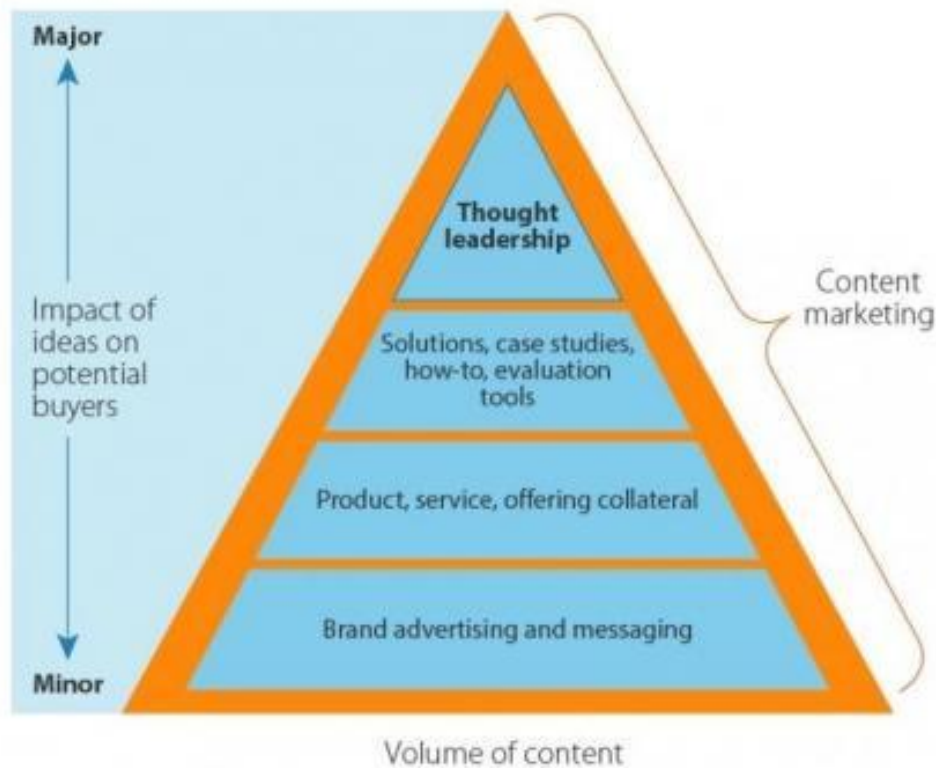 Major
Impact of
ideas on
potential
buyers
Minor
Thought
leadership
Solutions, case studies,
how-to, evaluation
tools
Product, service, offering collateral
Brand advertising and messaging
Content
marketing
Volume of content